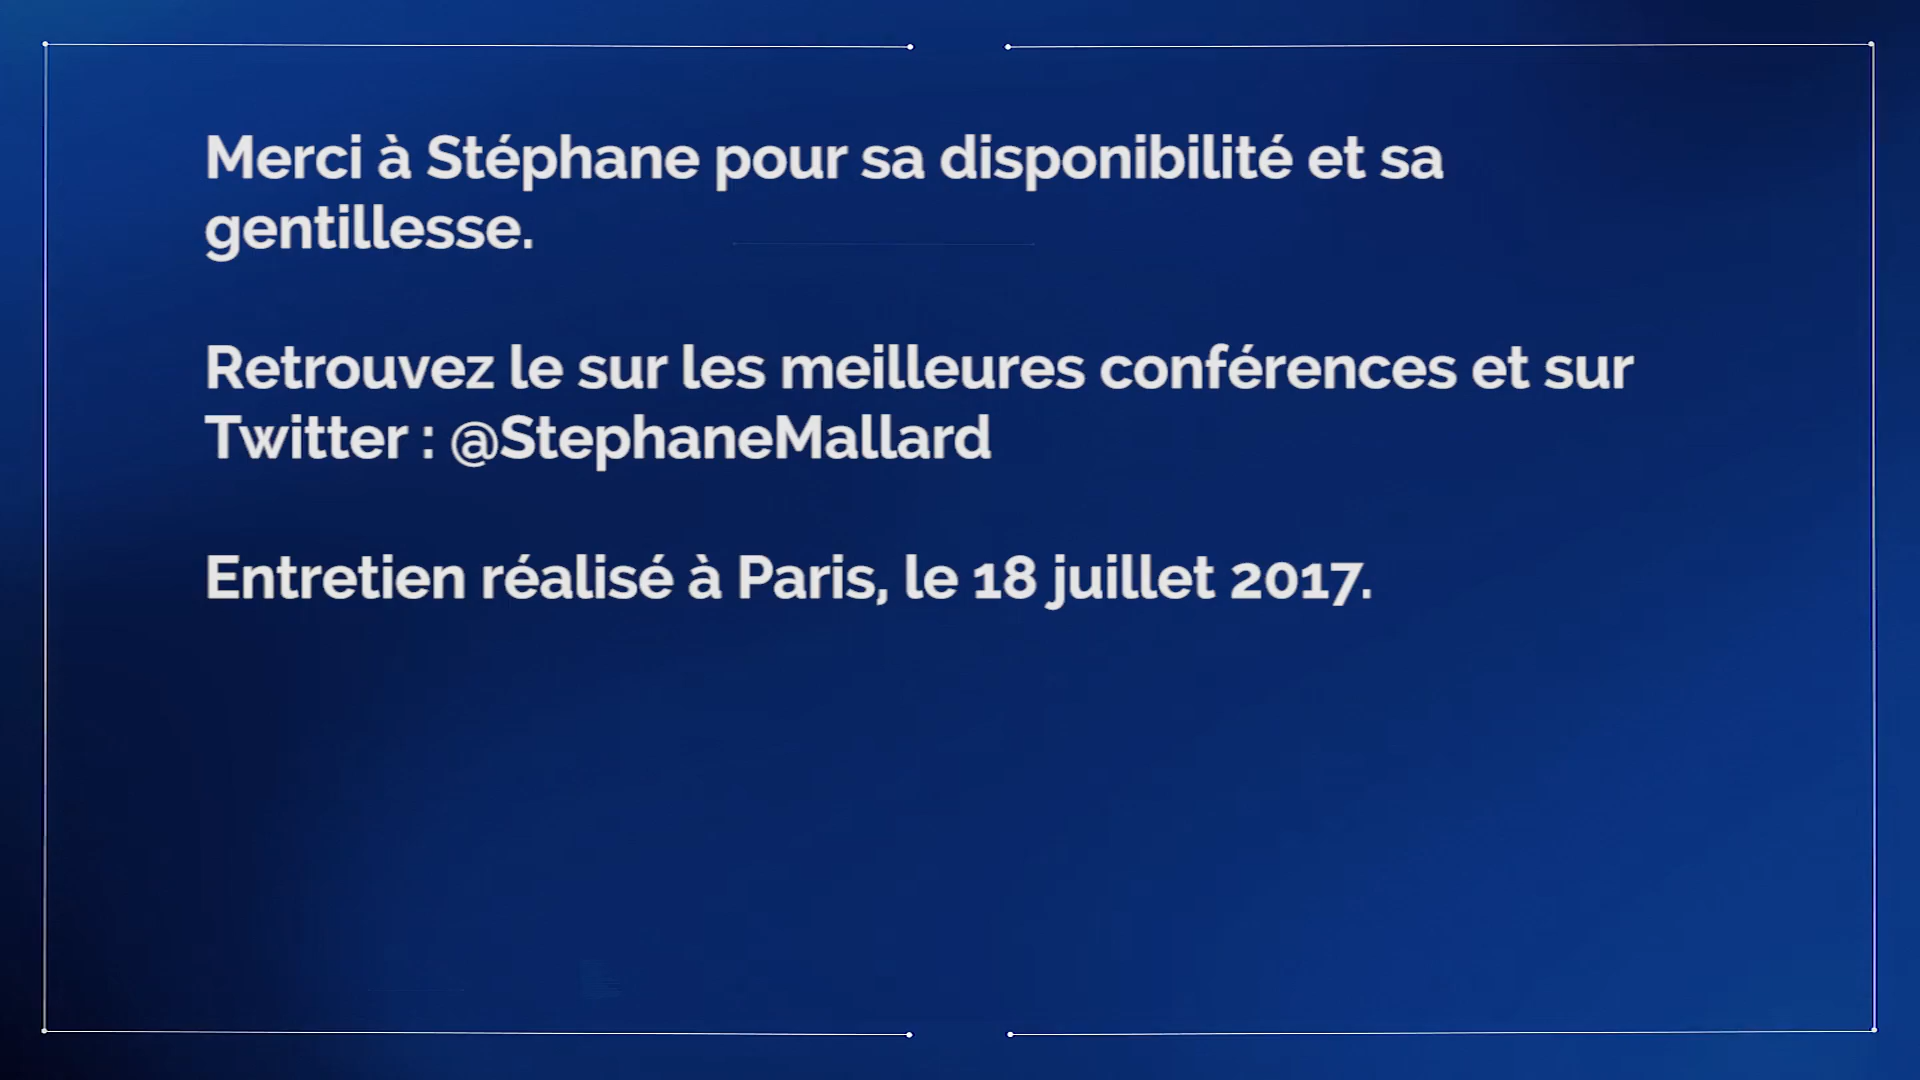 Merci à Stéphane pour sa disponibilité et sa
gentillesse.
Retrouvez le sur les meilleures conférences et sur
Twitter : @StephaneMallard
Entretien réalisé à Paris, le 18 juillet 2017.